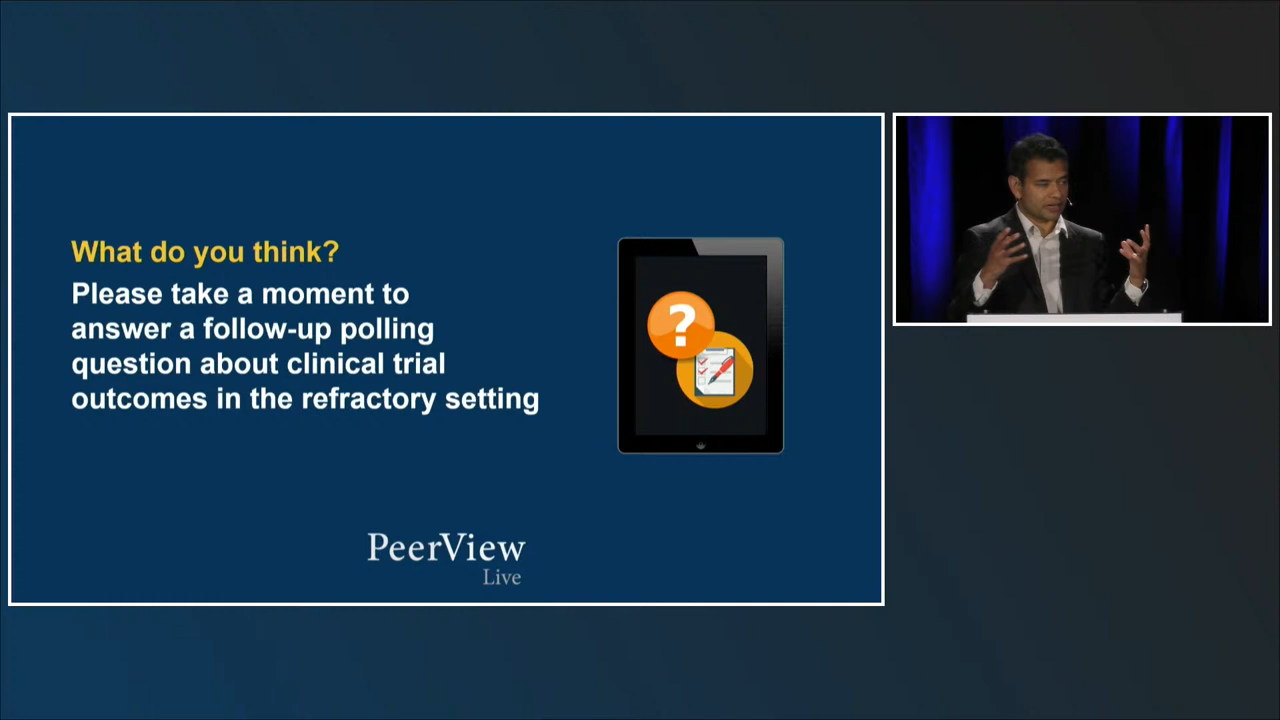 What do you think?
Please take a moment to
answer a follow-up polling
question about clinical trial
outcomes in the refractory setting
?
PeerView
Live